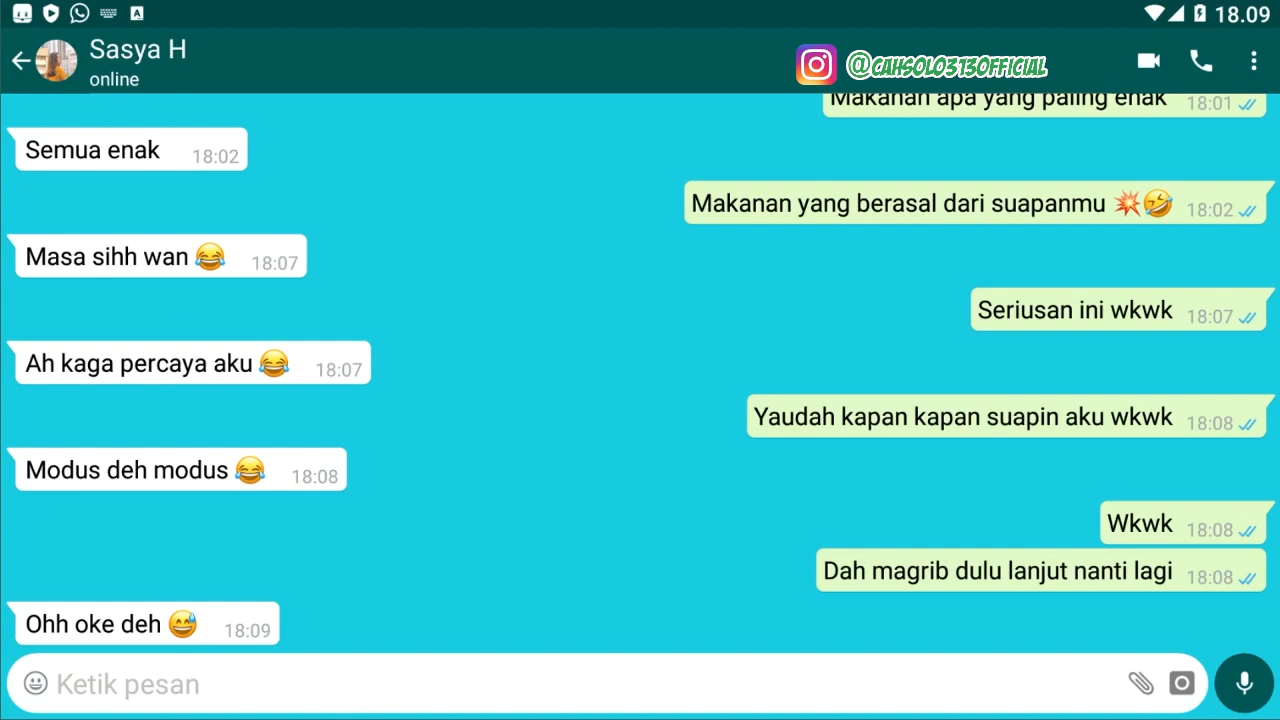 18.09
Sasya H
online
@CAHSOLO3130FFICIAL
Makanan apa yang paling enak 18:01
Semua enak 18:02
Makanan yang berasal dari suapanmu 💥🤣 18:02
Masa sihh wan 😂 18:07
Seriusan ini wkwk 18:07
Ah kaga percaya aku 😂 18:07
Yaudah kapan kapan suapin aku wkwk 18:08
Modus deh modus 😂 18:08
Wkwk 18:08
Dah magrib dulu lanjut nanti lagi 18:08
Ohh oke deh 😅 18:09
Ketik pesan